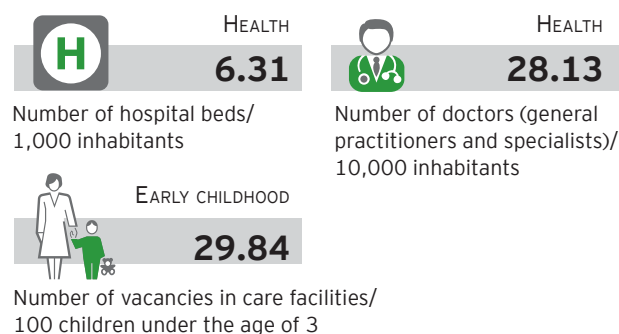 H
HEALTH
6.31
Number of hospital beds/
1,000 inhabitants
HEALTH
28.13
Number of doctors (general
practitioners and specialists)/
10,000 inhabitants
EARLY CHILDHOOD
29.84
Number of vacancies in care facilities/
100 children under the age of 3